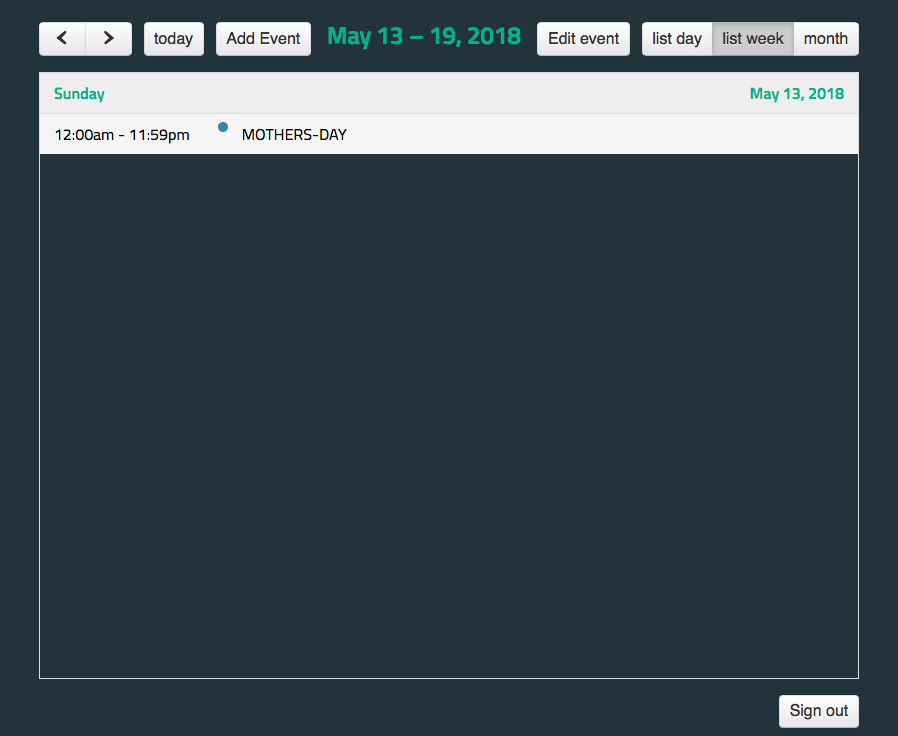 today Add Event May 13 – 19, 2018 Edit event list day list week month
Sunday May 13, 2018
12:00am - 11:59pm MOTHERS-DAY
Sign out